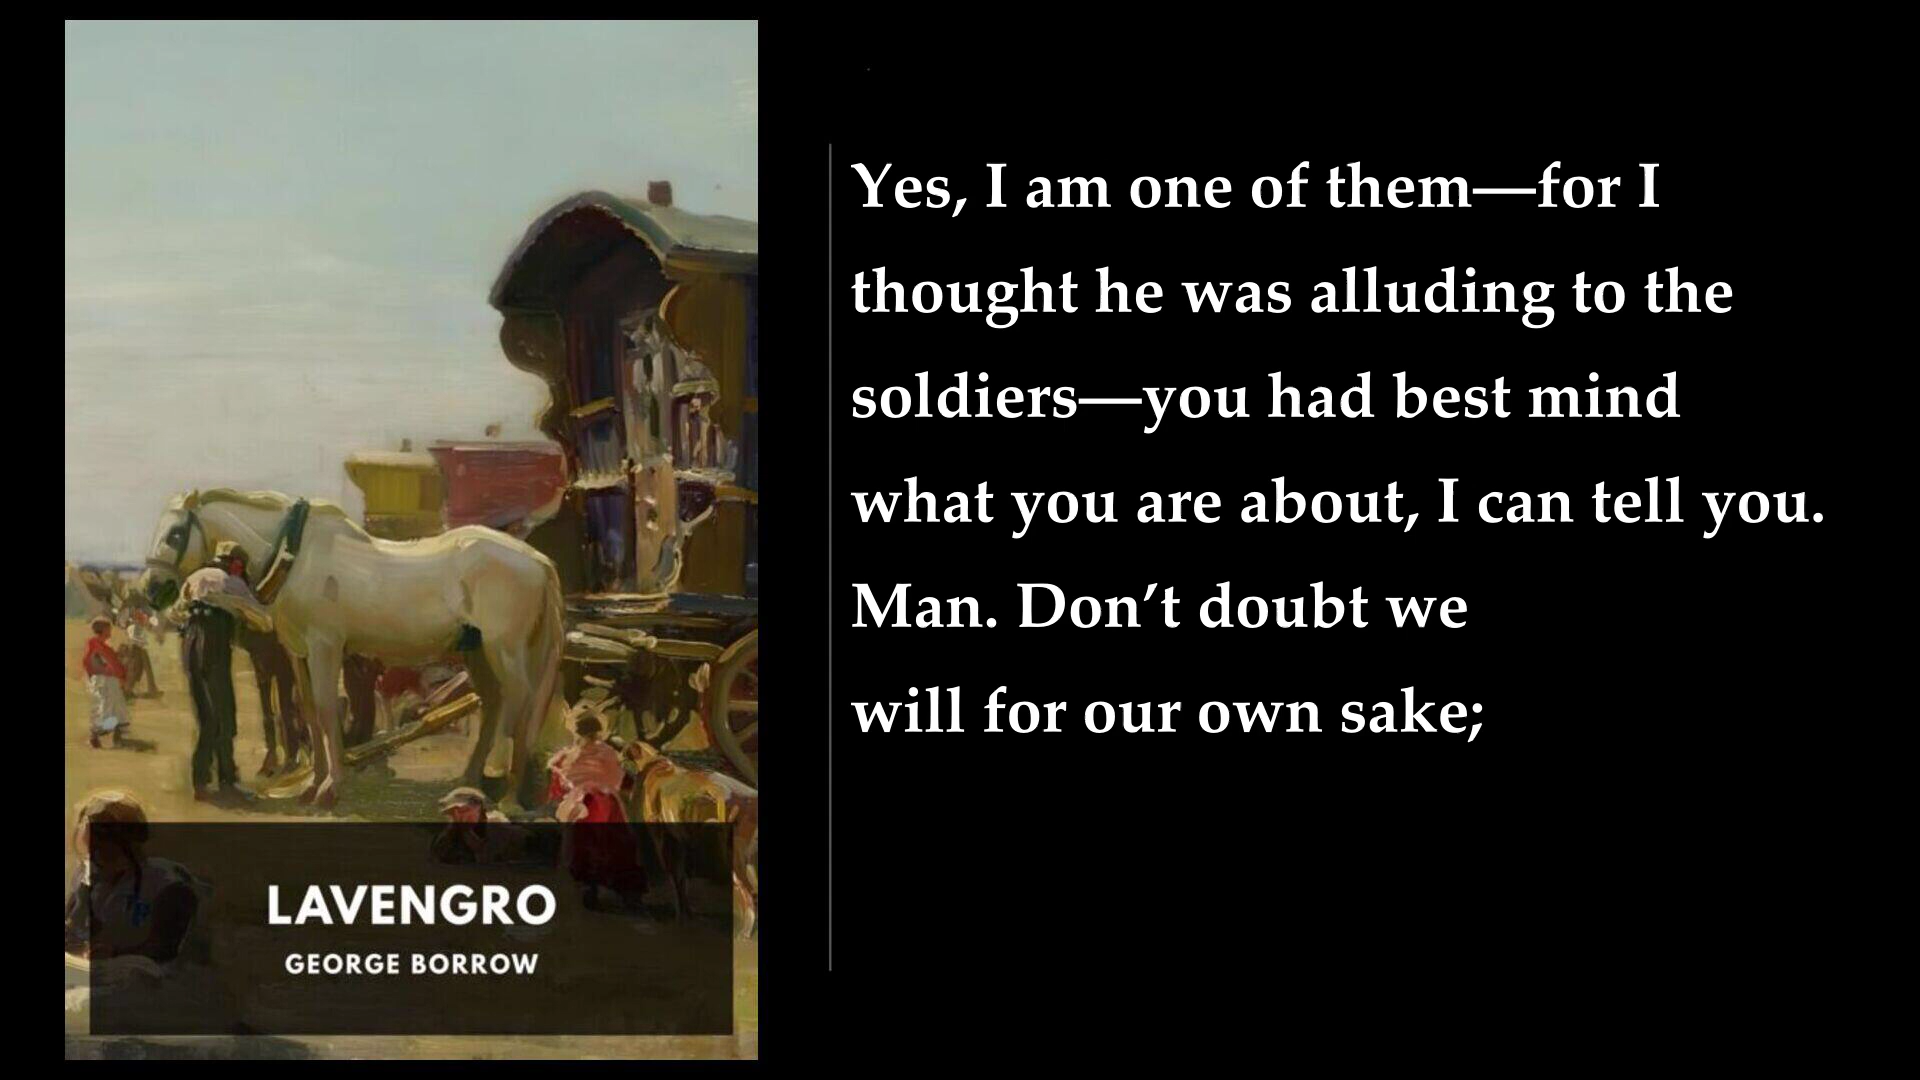 Yes, I am one of them—for I
thought he was alluding to the
soldiers—you had best mind
what you are about, I can tell you.
Man. Don’t doubt we
will for our own sake;
LAVENGRO
GEORGE BORROW